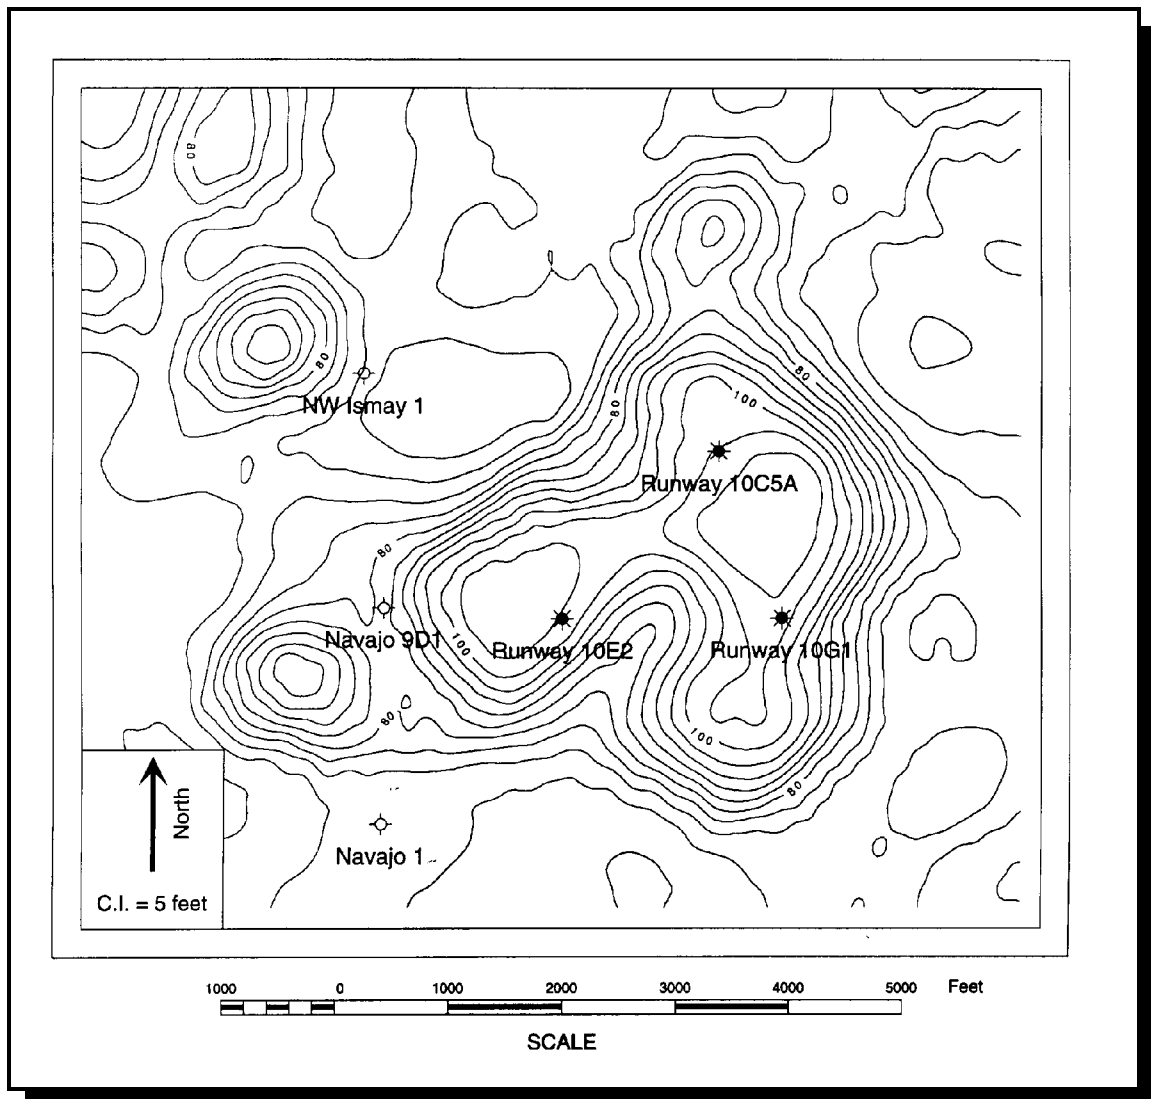 80
80
NW Ismay 1
80
80
100
Runway 10C5A
80
Navajo 9D1
100
Runway 10E2
Runway 10G1
80
100
80
North
Navajo 1
C.I. = 5 feet
1000 0 1000 2000 3000 4000 5000 Feet
SCALE